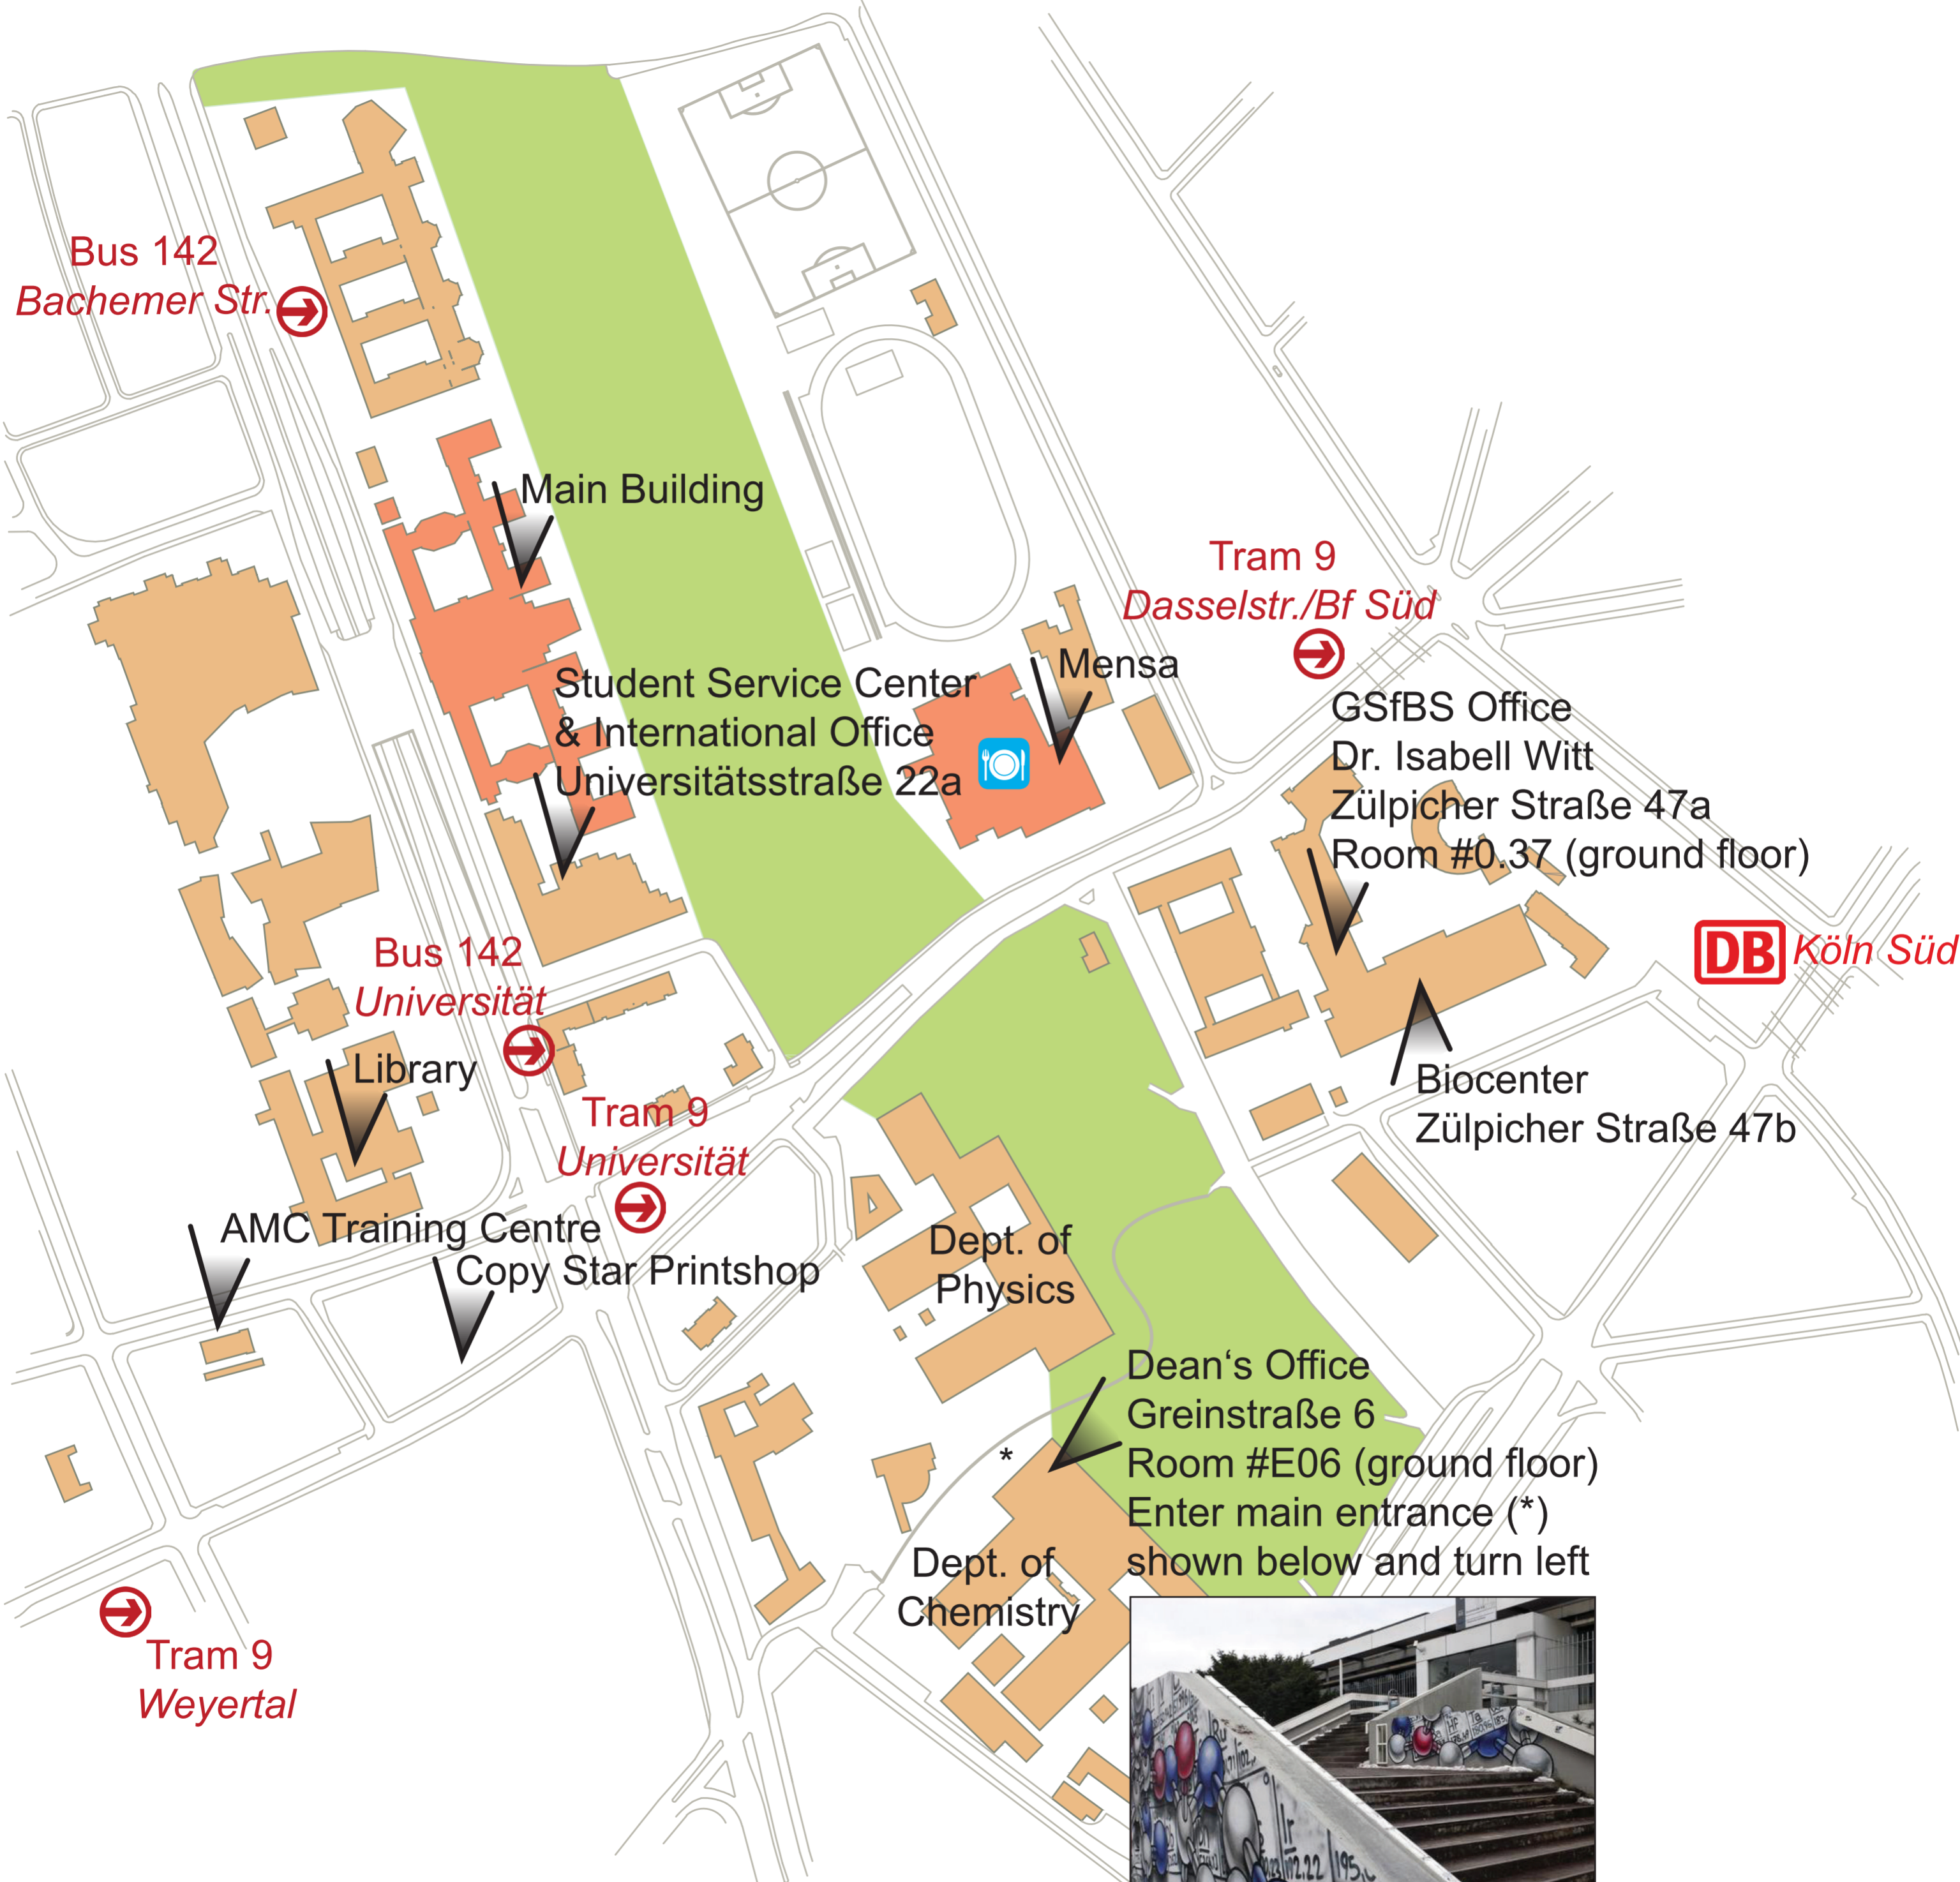 Bus 142
Bachemer Str.
Main Building
Tram 9
Dasselstr./Bf Süd
Mensa
Student Service Center
& International Office
Universitätsstraße 22a
GSfBS Office
Dr. Isabell Witt
Zülpicher Straße 47a
Room #0.37 (ground floor)
DB Köln Süd
Bus 142
Universität
Library
Biocenter
Zülpicher Straße 47b
Tram 9
Universität
AMC Training Centre
Copy Star Printshop
Dept. of
Physics
Dean‘s Office
Greinstraße 6
Room #E06 (ground floor)
Enter main entrance (*)
shown below and turn left
*
Dept. of
Chemistry
Tram 9
Weyertal
Ru
Hf
Ir
195,